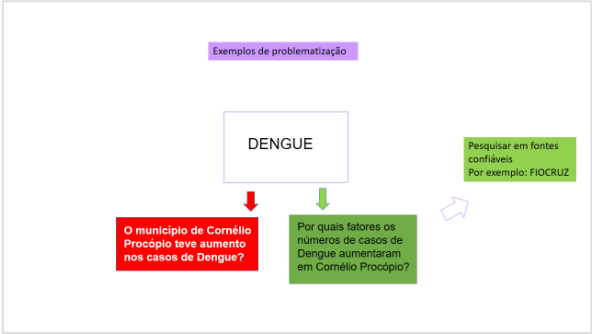 Exemplos de problematização
DENGUE
Pesquisar em fontes
confiáveis
Por exemplo: FIOCRUZ
O município de Cornélio
Procópio teve aumento
nos casos de Dengue?
Por quais fatores os
números de casos de
Dengue aumentaram
em Cornélio Procópio?